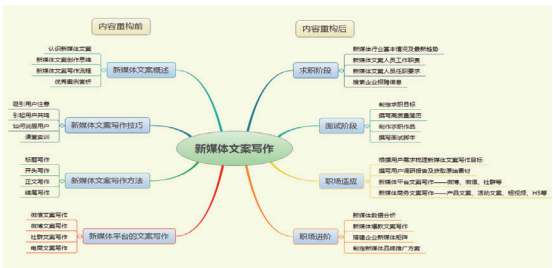 内容重构前
认识新媒体文案
新媒体文案创作思维
新媒体文案写作流程
优秀案例赏析
新媒体文案概述
吸引用户注意
引起用户共鸣
如何说服用户
课堂实训
新媒体文案写作技巧
标题写作
开头写作
正文写作
结尾写作
新媒体文案写作方法
微信文案写作
微博文案写作
社群文案写作
电商文案写作
新媒体平台的文案写作
新媒体文案写作
内容重构后
求职阶段
新媒体行业基本情况及最新趋势
新媒体文案人员工作职责
新媒体文案人员任职要求
搜索企业招聘信息
面试阶段
制定求职目标
撰写高质量简历
制作求职作品
撰写面试脚本
职场适应
根据用户需求梳理新媒体文案写作目标
撰写用户调研报告及获取原始素材
新媒体平台文案写作——微博、微信、社群等
新媒体商务文案写作——产品文案、活动文案、短视频、H5等
职场进阶
新媒体数据分析
新媒体爆款文案写作
搭建企业新媒体矩阵
制定新媒体品牌推广方案